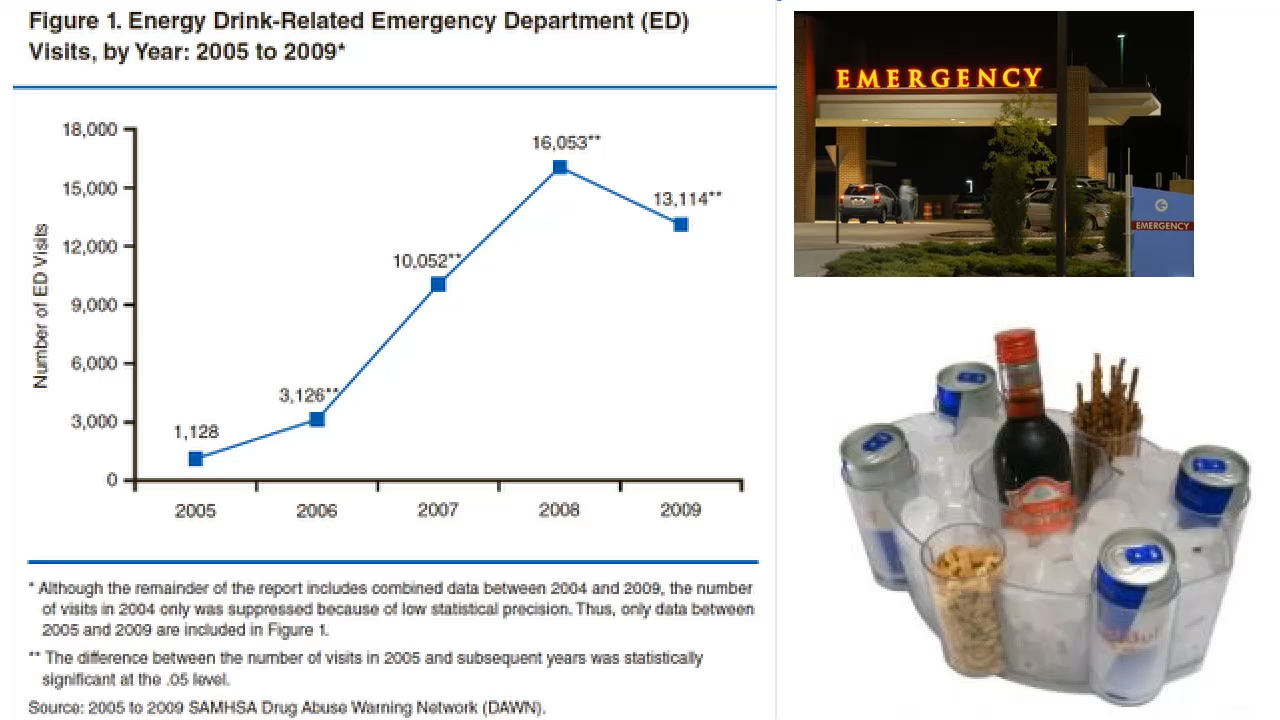 Figure 1. Energy Drink-Related Emergency Department (ED)
Visits, by Year: 2005 to 2009*
18,000
15,000
12,000
9,000
6,000
3,000
0
Number of ED Visits
1,128
3,126**
10,052**
16,053**
13,114**
2005
2006
2007
2008
2009
* Although the remainder of the report includes combined data between 2004 and 2009, the number
of visits in 2004 only was suppressed because of low statistical precision. Thus, only data between
2005 and 2009 are included in Figure 1.
** The difference between the number of visits in 2005 and subsequent years was statistically
significant at the .05 level.
Source: 2005 to 2009 SAMHSA Drug Abuse Warning Network (DAWN).
EMERGENCY
EMERGENCY